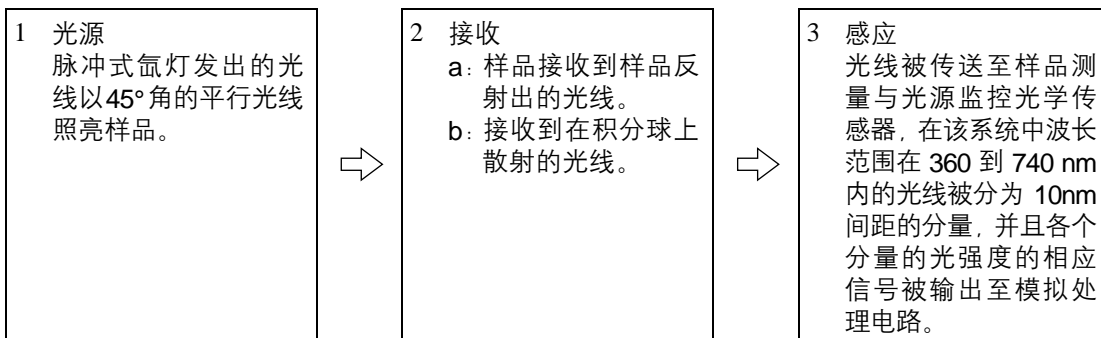 1 光源
脉冲式氙灯发出的光
线以45°角的平行光线
照亮样品。
2 接收
a：样品接收到样品反
射出的光线。
b：接收到在积分球上
散射的光线。
3 感应
光线被传送至样品测
量与光源监控光学传
感器，在该系统中波长
范围在 360 到 740 nm
内的光线被分为 10nm
间距的分量，并且各个
分量的光强度的相应
信号被输出至模拟处
理电路。